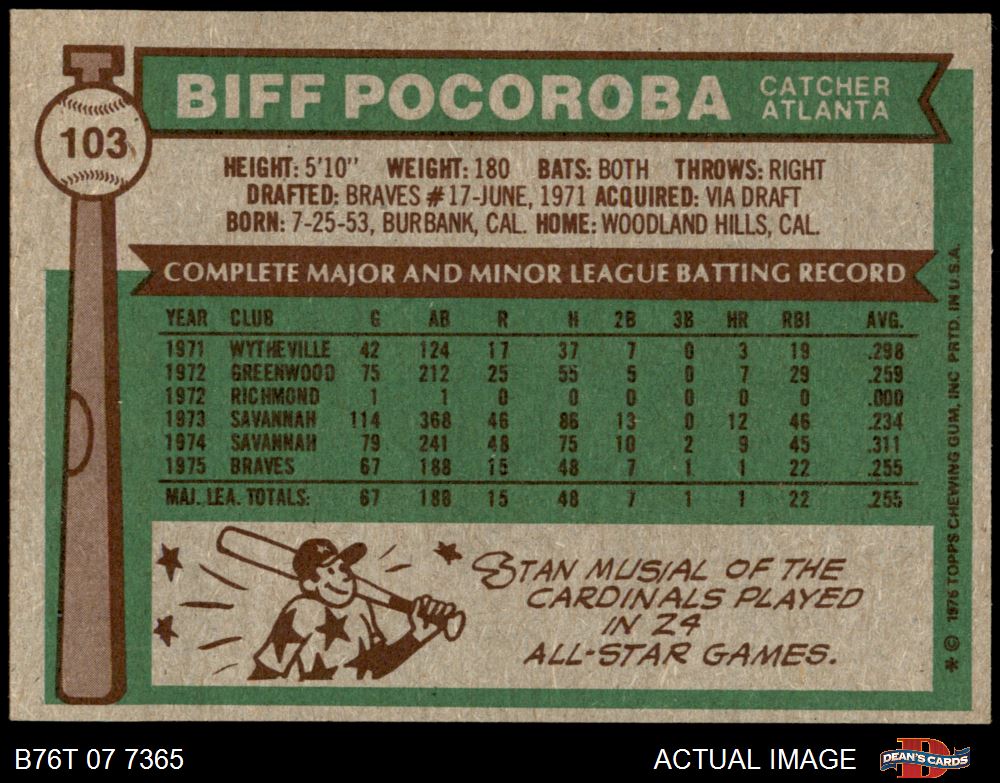 BIFF POCOROBA
CATCHER
ATLANTA
103
HEIGHT: 5'10" WEIGHT: 180 BATS: BOTH THROWS: RIGHT
DRAFTED: BRAVES #17-JUNE, 1971 ACQUIRED: VIA DRAFT
BORN: 7-25-53, BURBANK, CAL. HOME: WOODLAND HILLS, CAL.
COMPLETE MAJOR AND MINOR LEAGUE BATTING RECORD
YEAR CLUB G AB R H 2B 3B HR RBI AVG.
1971 WYTHEVILLE 42 124 17 37 7 0 3 19 .298
1972 GREENWOOD 75 212 25 55 5 0 7 29 .259
1972 RICHMOND 1 1 0 0 0 0 0 0 .000
1973 SAVANNAH 114 368 46 86 13 0 12 46 .234
1974 SAVANNAH 79 241 48 75 10 2 9 45 .311
1975 BRAVES 67 188 15 48 7 1 1 22 .255
MAJ. LEA. TOTALS: 67 188 15 48 7 1 1 22 .255
STAN MUSIAL OF THE
CARDINALS PLAYED
IN 24
ALL-STAR GAMES.
* © 1976 TOPPS CHEWING GUM, INC PRTD. IN U.S.A.
B76T 07 7365
ACTUAL IMAGE
DEAN'S CARDS